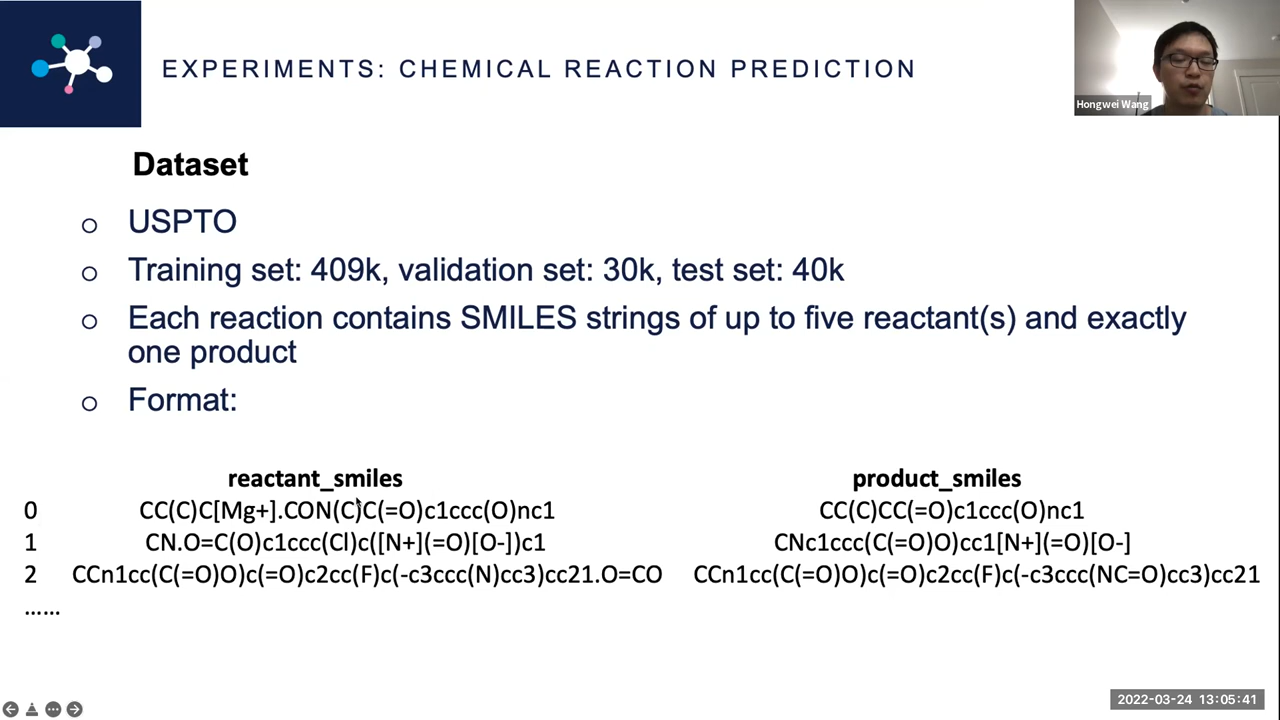 EXPERIMENTS: CHEMICAL REACTION PREDICTION
Hongwei Wang
Dataset
USPTO
Training set: 409k, validation set: 30k, test set: 40k
Each reaction contains SMILES strings of up to five reactant(s) and exactly
one product
Format:
reactant_smiles product_smiles
0 CC(C)C[Mg+].CON(C)C(=O)c1ccc(O)nc1 CC(C)CC(=O)c1ccc(O)nc1
1 CN.O=C(O)c1ccc(Cl)c([N+](=O)[O-])c1 CNc1ccc(C(=O)O)cc1[N+](=O)[O-]
2 CCn1cc(C(=O)O)c(=O)c2cc(F)c(-c3ccc(N)cc3)cc21.O=CO CCn1cc(C(=O)O)c(=O)c2cc(F)c(-c3ccc(NC=O)cc3)cc21
......
2022-03-24 13:05:41